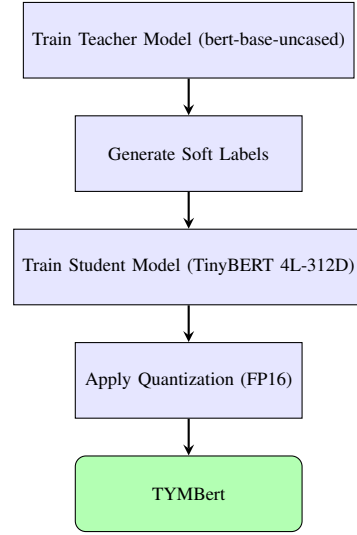 Train Teacher Model (bert-base-uncased)
Generate Soft Labels
Train Student Model (TinyBERT 4L-312D)
Apply Quantization (FP16)
TYMBert